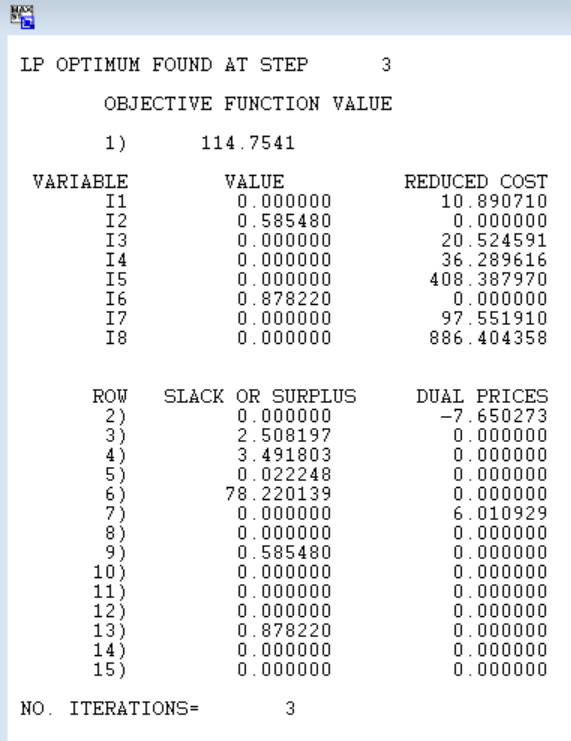 LP OPTIMUM FOUND AT STEP 3
OBJECTIVE FUNCTION VALUE
1) 114.7541
VARIABLE VALUE REDUCED COST
I1 0.000000 10.890710
I2 0.585480 0.000000
I3 0.000000 20.524591
I4 0.000000 36.289616
I5 0.000000 408.387970
I6 0.878220 0.000000
I7 0.000000 97.551910
I8 0.000000 886.404358
ROW SLACK OR SURPLUS DUAL PRICES
2) 0.000000 -7.650273
3) 2.508197 0.000000
4) 3.491803 0.000000
5) 0.022248 0.000000
6) 78.220139 0.000000
7) 0.000000 6.010929
8) 0.000000 0.000000
9) 0.585480 0.000000
10) 0.000000 0.000000
11) 0.000000 0.000000
12) 0.000000 0.000000
13) 0.878220 0.000000
14) 0.000000 0.000000
15) 0.000000 0.000000
NO. ITERATIONS= 3